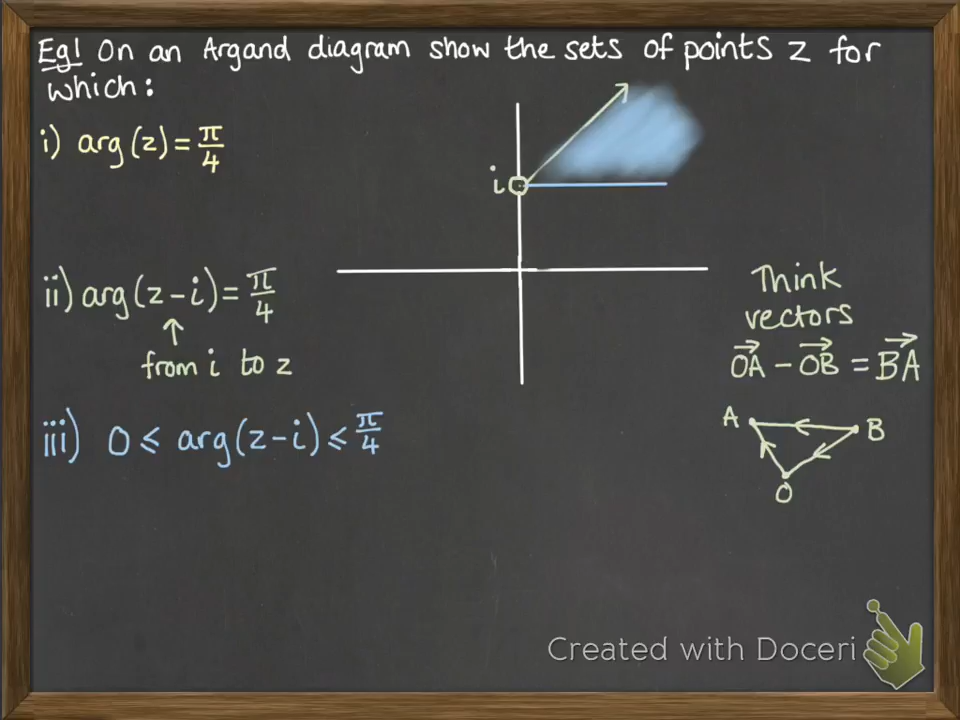 Eg1 On an Argand diagram show the sets of points z for
which:
i) arg(z) = π/4
i
ii) arg(z-i) = π/4
↑
from i to z
Think
vectors
OA→ - OB→ = BA→
iii) 0 ≤ arg(z-i) ≤ π/4
A
B
O
Created with Doceri